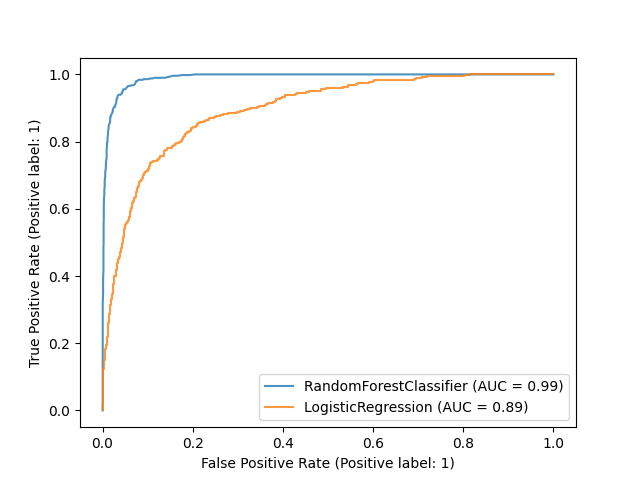 1.0
0.8
0.6
0.4
0.2
0.0
True Positive Rate (Positive label: 1)
RandomForestClassifier (AUC = 0.99)
LogisticRegression (AUC = 0.89)
0.0 0.2 0.4 0.6 0.8 1.0
False Positive Rate (Positive label: 1)